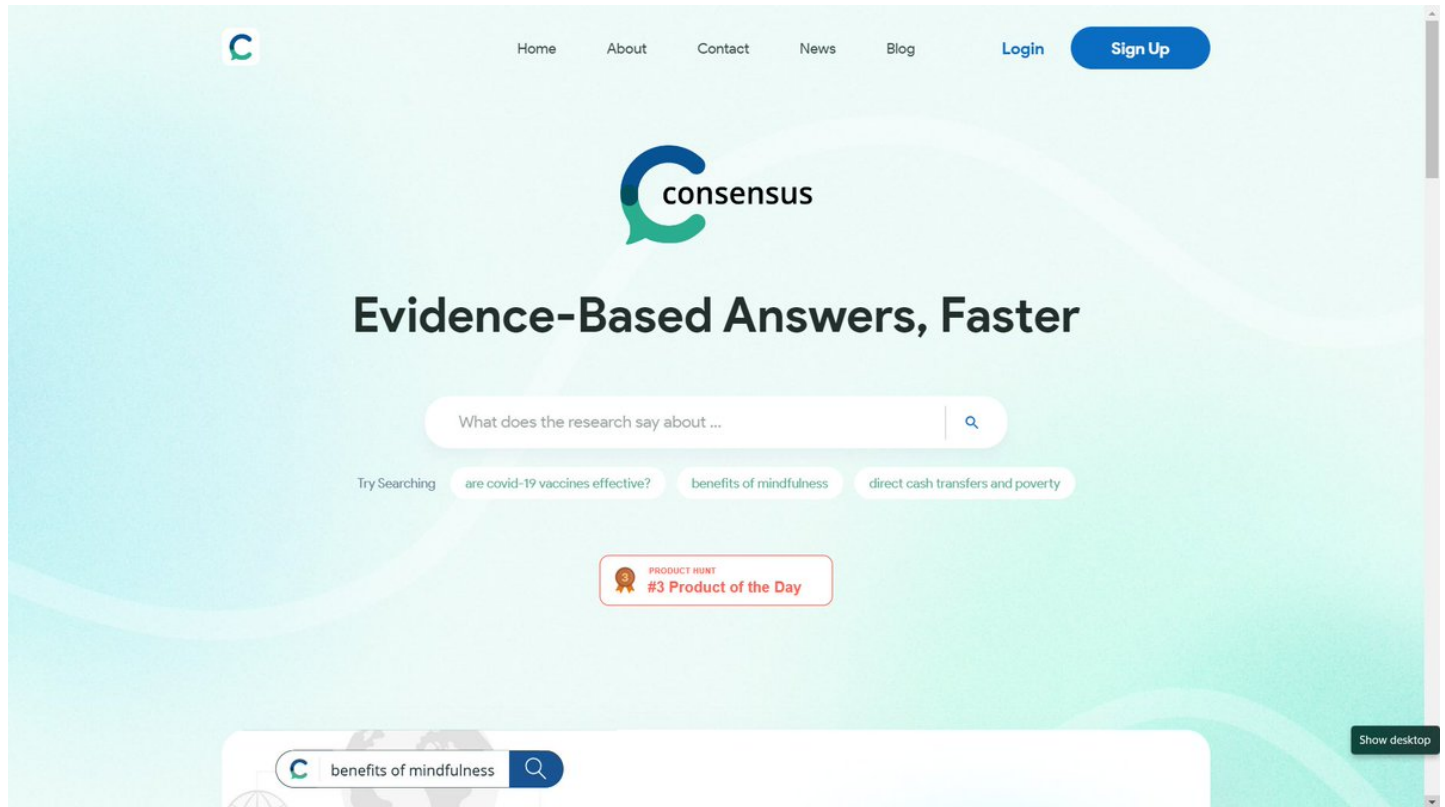 Home About Contact News Blog Login Sign Up
consensus
Evidence-Based Answers, Faster
What does the research say about ...
Try Searching are covid-19 vaccines effective? benefits of mindfulness direct cash transfers and poverty
3
PRODUCT HUNT
#3 Product of the Day
Show desktop
benefits of mindfulness